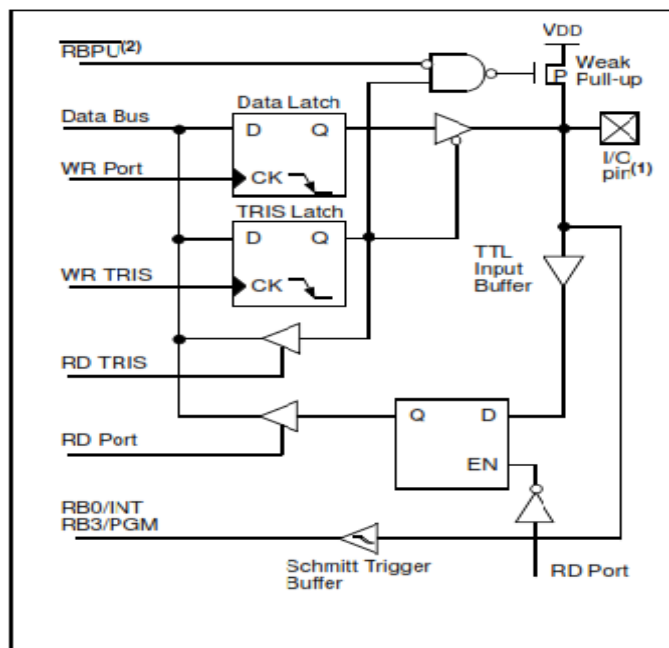 VDD
RBPU(2)
Weak
P Pull-up
Data Latch
Data Bus
D Q
I/O
pin(1)
WR Port
CK
TRIS Latch
D Q
TTL
Input
Buffer
WR TRIS
CK
RD TRIS
Q D
RD Port
EN
RB0/INT
RB3/PGM
Schmitt Trigger
Buffer
RD Port